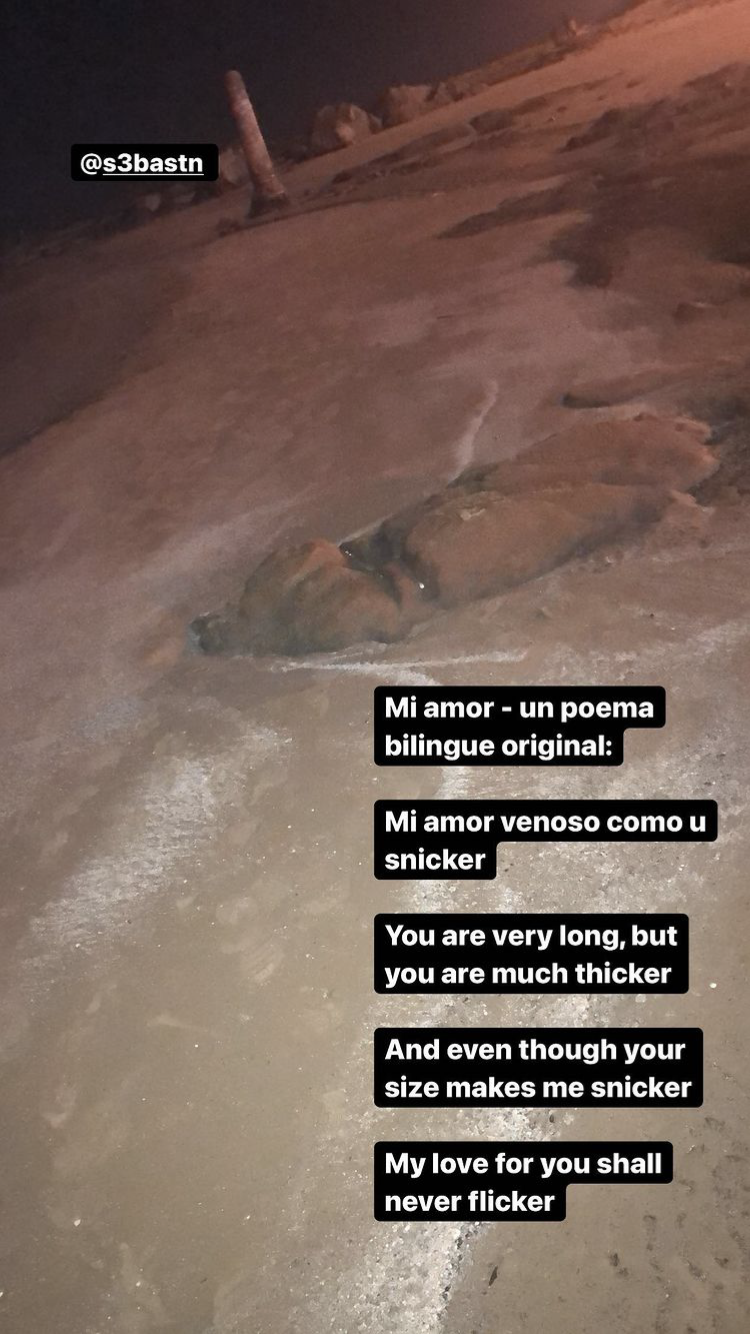 @s3bastn
Mi amor - un poema
bilingue original:
Mi amor venoso como u
snicker
You are very long, but
you are much thicker
And even though your
size makes me snicker
My love for you shall
never flicker